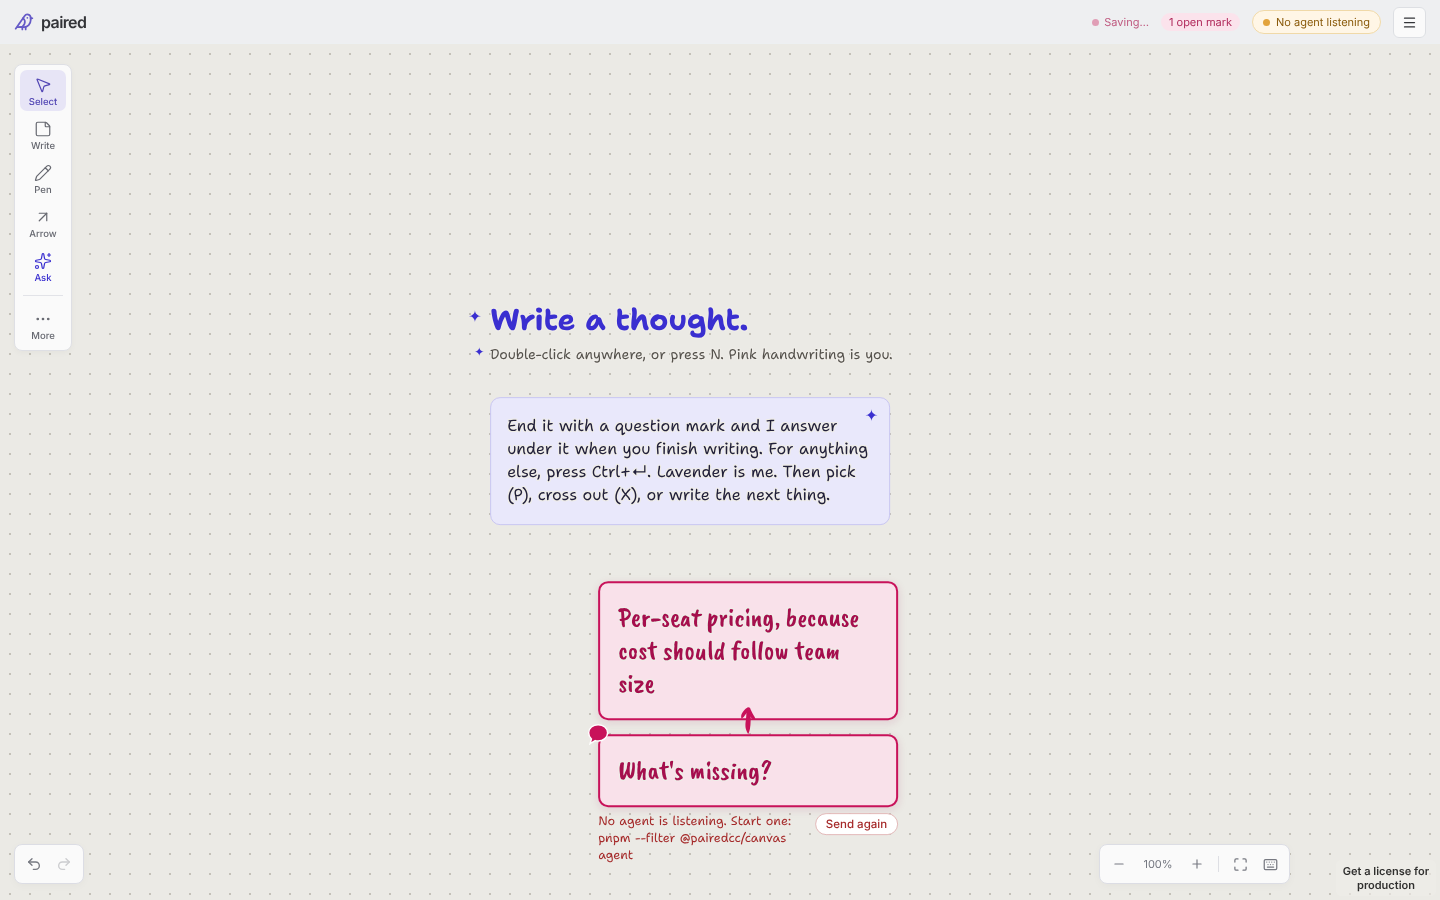 paired
Saving...
1 open mark
No agent listening
Select
Write
Pen
Arrow
Ask
More
Write a thought.
Double-click anywhere, or press N. Pink handwriting is you.
End it with a question mark and I answer
under it when you finish writing. For anything
else, press Ctrl+↵. Lavender is me. Then pick
(P), cross out (X), or write the next thing.
Per-seat pricing, because
cost should follow team
size
What's missing?
No agent is listening. Start one:
pnpm --filter @pairedcc/canvas
agent
Send again
100%
Get a license for
production